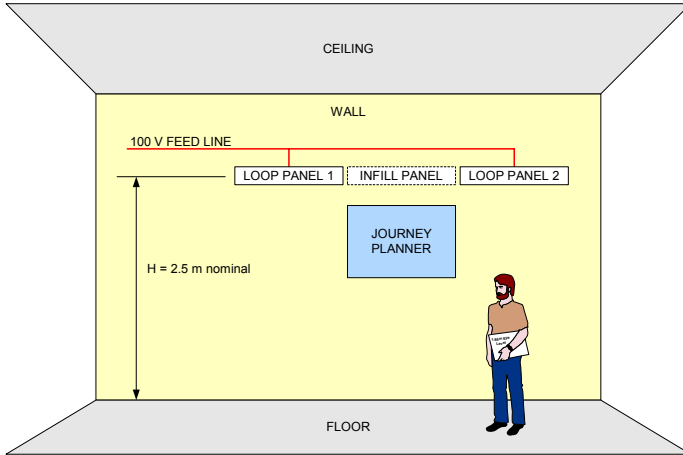 CEILING
WALL
100 V FEED LINE
LOOP PANEL 1
INFILL PANEL
LOOP PANEL 2
JOURNEY
PLANNER
H = 2.5 m nominal
FLOOR